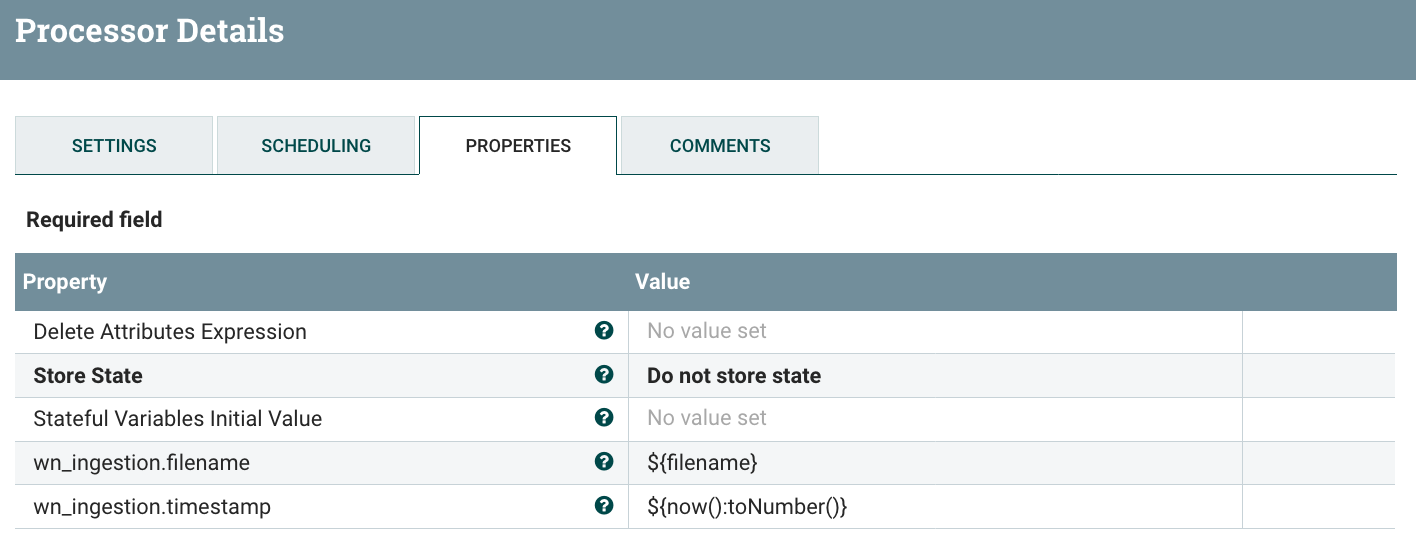 Processor Details
SETTINGS SCHEDULING PROPERTIES COMMENTS
Required field
Property Value
Delete Attributes Expression ? No value set
Store State ? Do not store state
Stateful Variables Initial Value ? No value set
wn_ingestion.filename ? ${filename}
wn_ingestion.timestamp ? ${now():toNumber()}